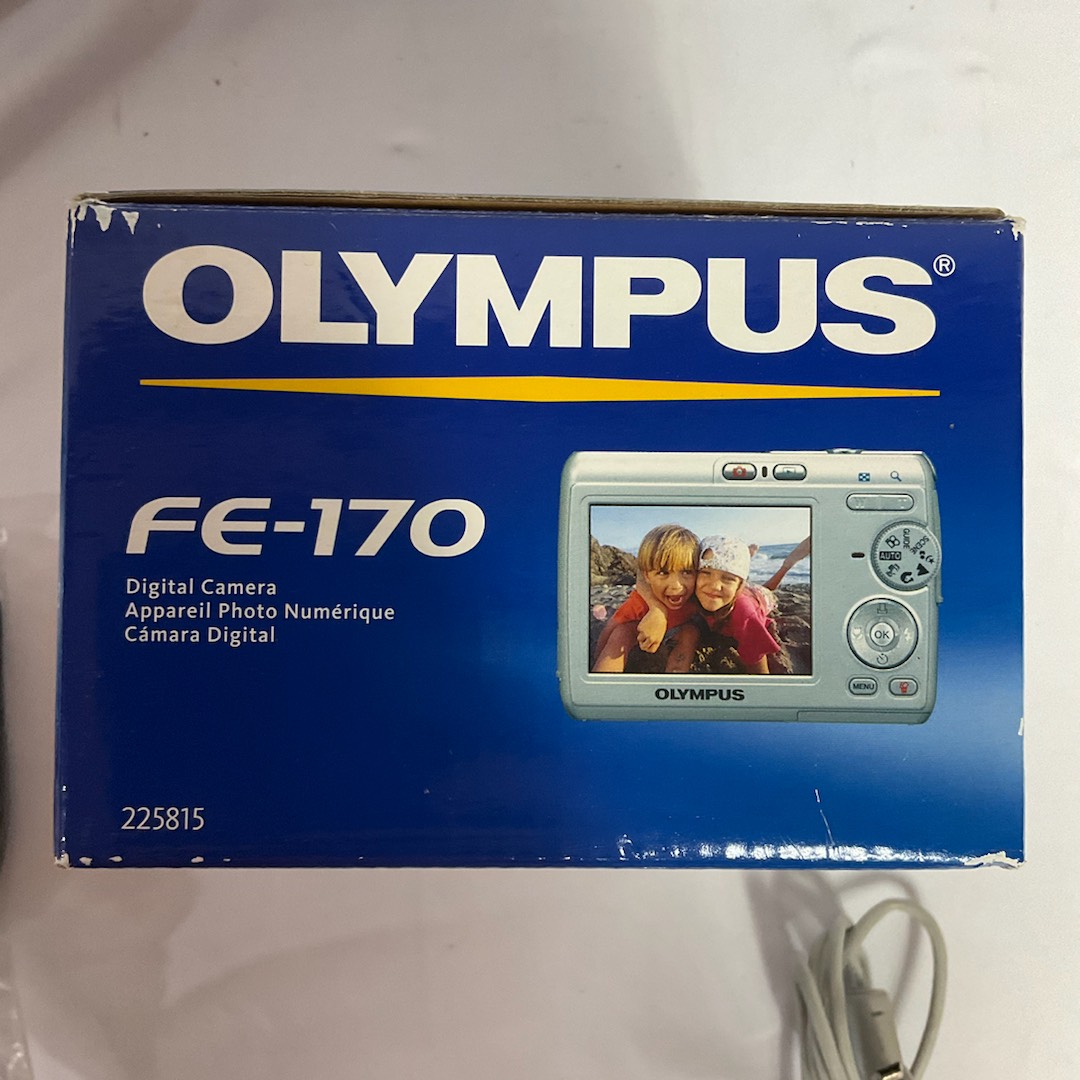 OLYMPUS®
FE-170
Digital Camera
Appareil Photo Numérique
Cámara Digital
GUIDE
SCENE
AUTO
OK
MENU
OLYMPUS
225815